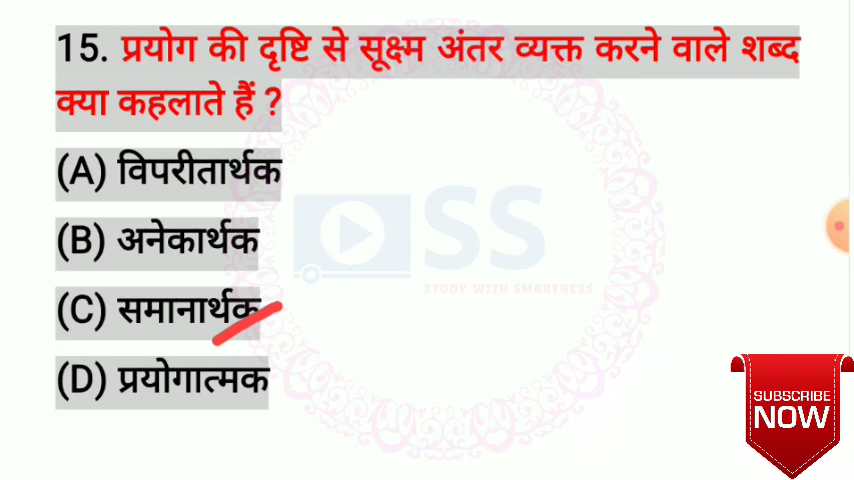 15. प्रयोग की दृष्टि से सूक्ष्म अंतर व्यक्त करने वाले शब्द
क्या कहलाते हैं ?
(A) विपरीतार्थक
(B) अनेकार्थक
(C) समानार्थक
(D) प्रयोगात्मक
SS
STUDY WITH SMARTNESS
SUBSCRIBE
NOW